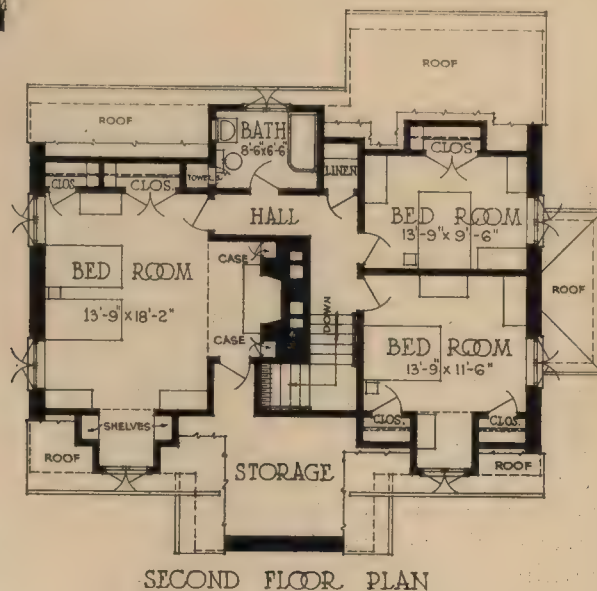 ROOF
ROOF
BATH
8'-6"x6'-6"
CLOS.
CLOS.
CLOS.
TOWEL
LINEN
HALL
BED ROOM
13'-9" x 9'-6"
BED ROOM
13'-9" x 18'-2"
CASE
CASE
DOWN
ROOF
BED ROOM
13'-9" x 11'-6"
SHELVES
CLOS.
CLOS.
ROOF
STORAGE
ROOF
SECOND FLOOR PLAN